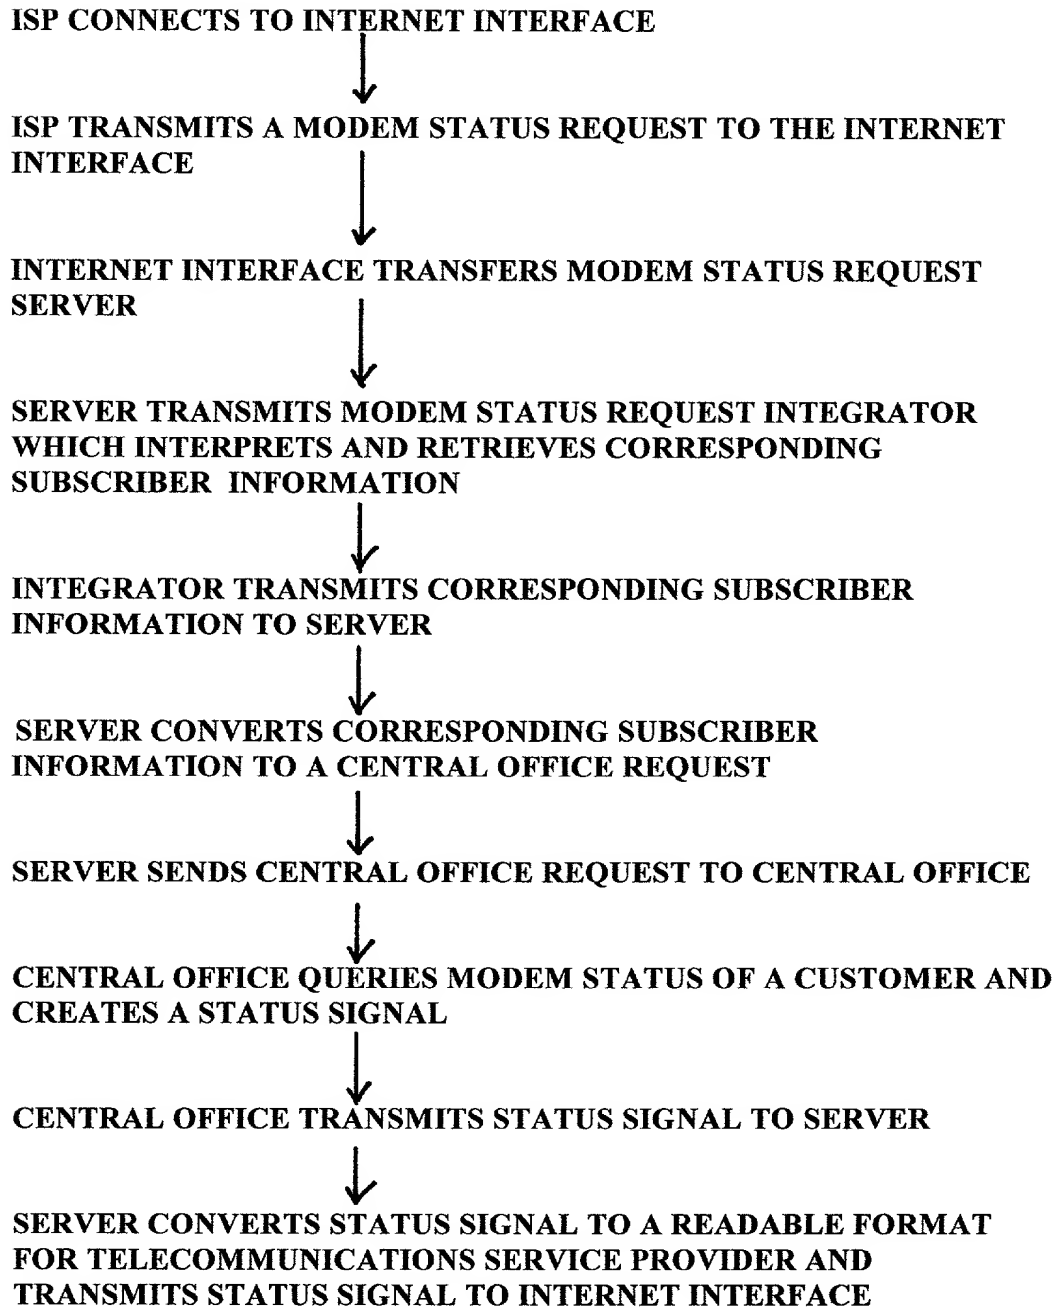 ISP CONNECTS TO INTERNET INTERFACE
ISP TRANSMITS A MODEM STATUS REQUEST TO THE INTERNET
INTERFACE
INTERNET INTERFACE TRANSFERS MODEM STATUS REQUEST
SERVER
SERVER TRANSMITS MODEM STATUS REQUEST INTEGRATOR
WHICH INTERPRETS AND RETRIEVES CORRESPONDING
SUBSCRIBER INFORMATION
INTEGRATOR TRANSMITS CORRESPONDING SUBSCRIBER
INFORMATION TO SERVER
SERVER CONVERTS CORRESPONDING SUBSCRIBER
INFORMATION TO A CENTRAL OFFICE REQUEST
SERVER SENDS CENTRAL OFFICE REQUEST TO CENTRAL OFFICE
CENTRAL OFFICE QUERIES MODEM STATUS OF A CUSTOMER AND
CREATES A STATUS SIGNAL
CENTRAL OFFICE TRANSMITS STATUS SIGNAL TO SERVER
SERVER CONVERTS STATUS SIGNAL TO A READABLE FORMAT
FOR TELECOMMUNICATIONS SERVICE PROVIDER AND
TRANSMITS STATUS SIGNAL TO INTERNET INTERFACE